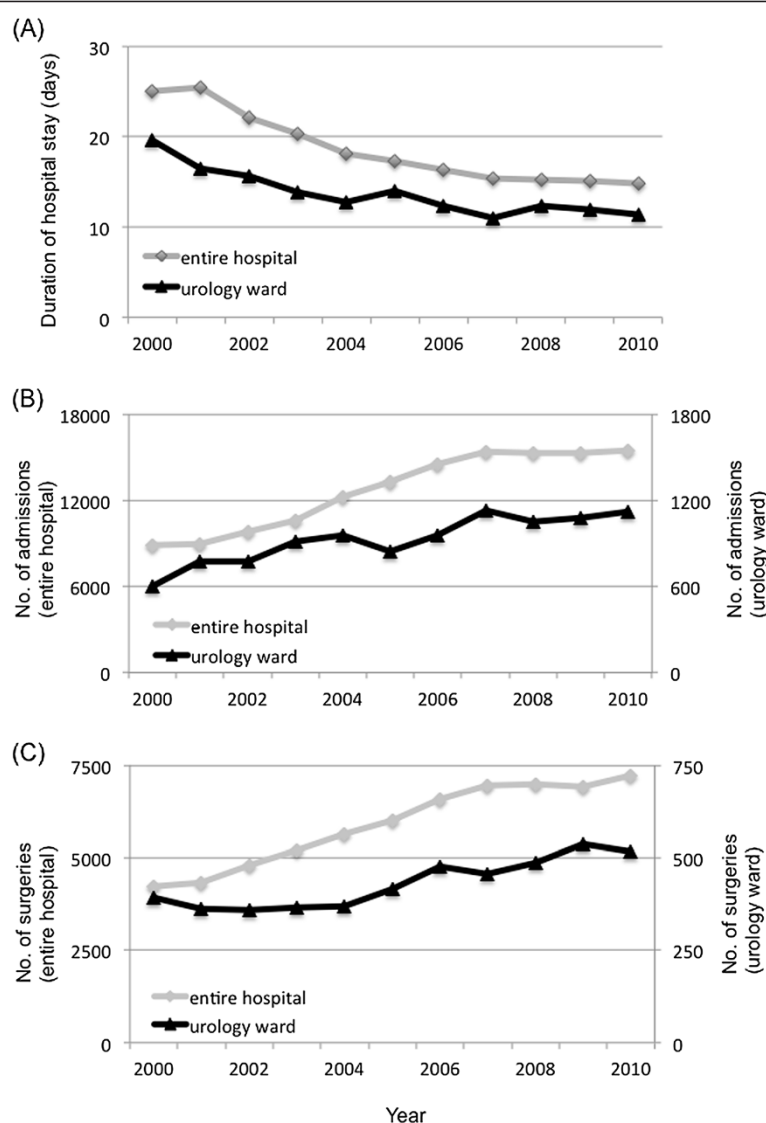 (A)
Duration of hospital stay (days)
30
20
10
0
entire hospital
urology ward
2000 2002 2004 2006 2008 2010
(B)
No. of admissions
(entire hospital)
18000
12000
6000
0
1800
1200
600
0
No. of admissions
(urology ward)
entire hospital
urology ward
2000 2002 2004 2006 2008 2010
(C)
No. of surgeries
(entire hospital)
7500
5000
2500
0
750
500
250
0
No. of surgeries
(urology ward)
entire hospital
urology ward
2000 2002 2004 2006 2008 2010
Year